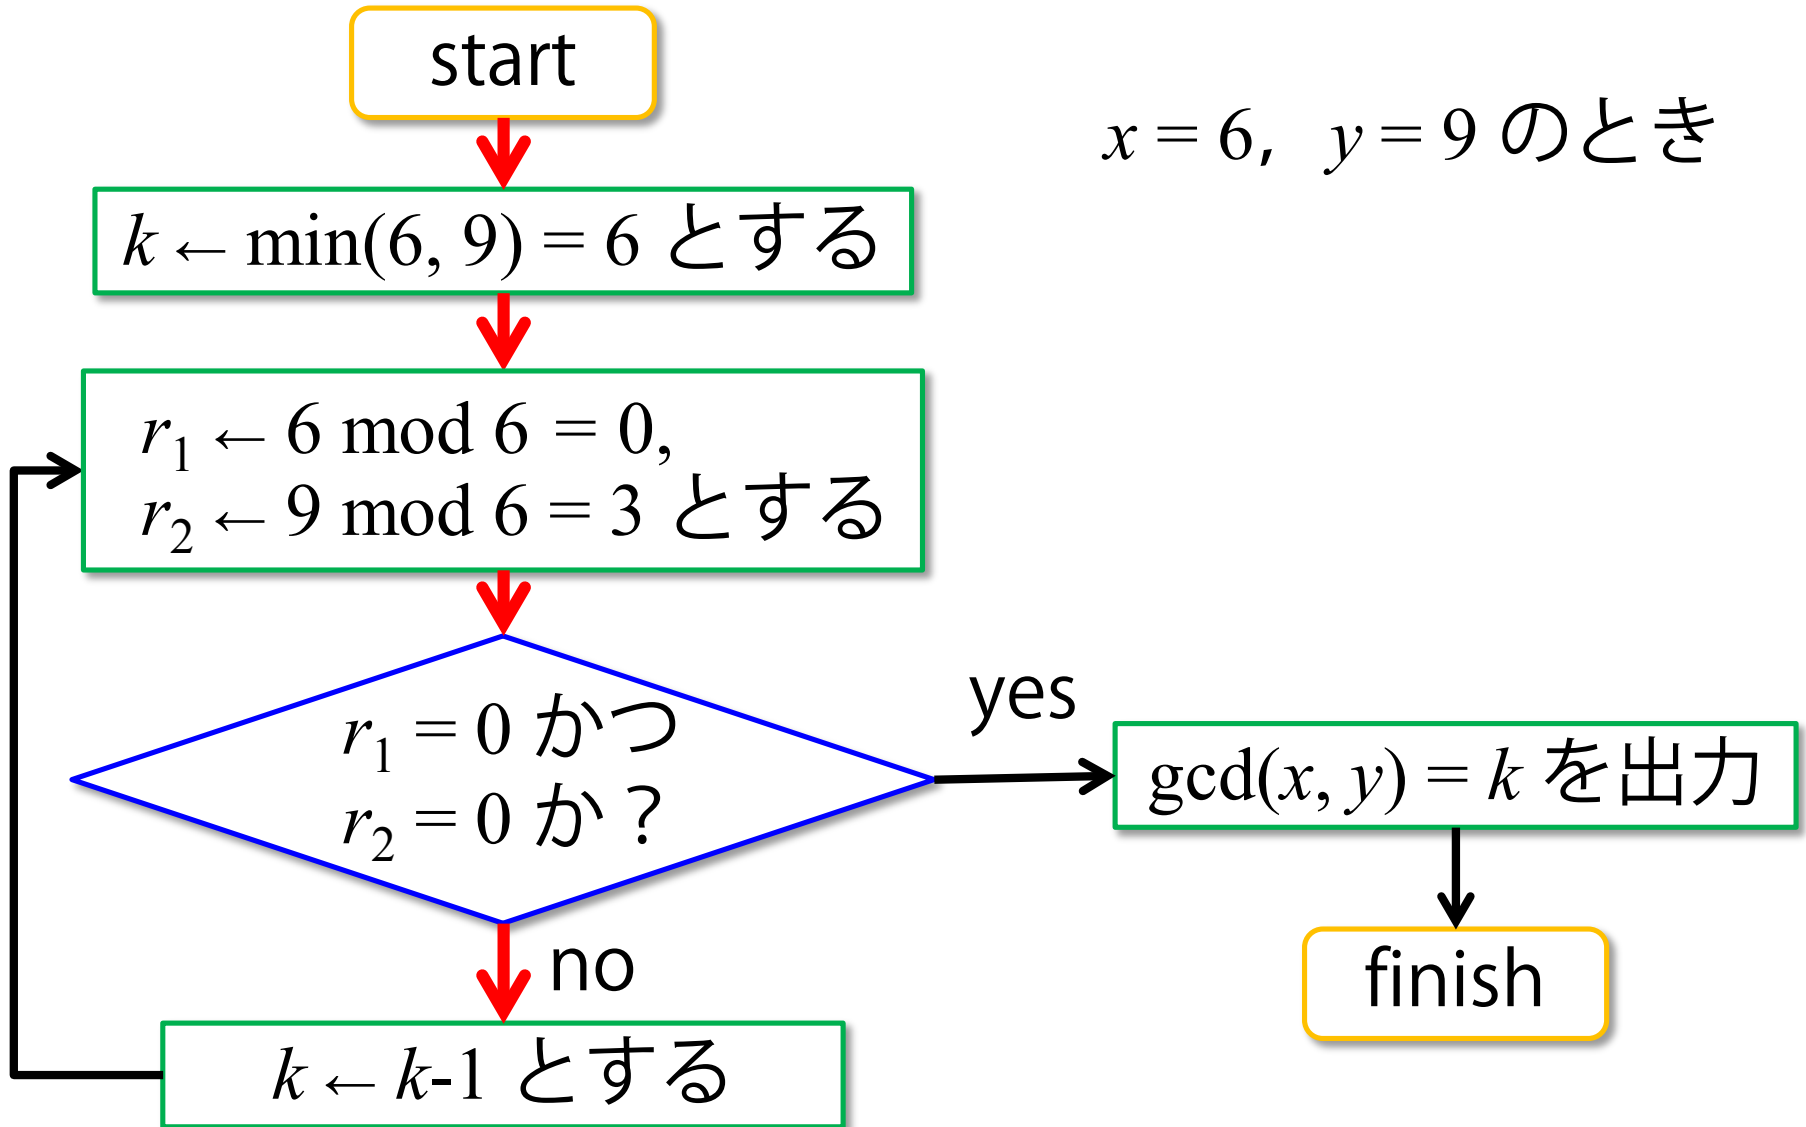 start
x = 6, y = 9 のとき
k ← min(6, 9) = 6 とする
r₁ ← 6 mod 6 = 0,
r₂ ← 9 mod 6 = 3 とする
r₁ = 0 かつ
r₂ = 0 か？
yes
gcd(x, y) = k を出力
no
finish
k ← k-1 とする